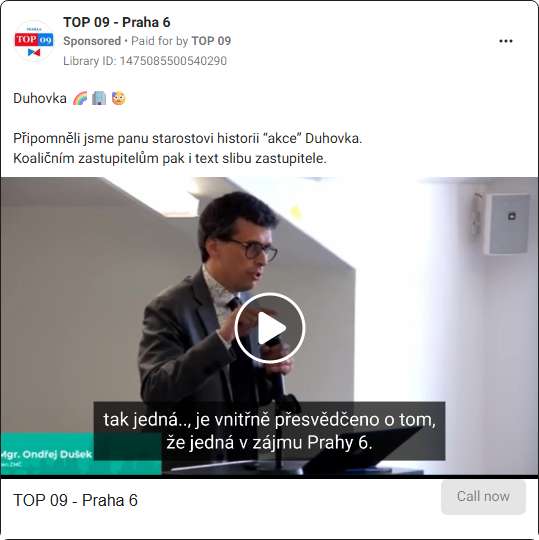 TOP 09 - Praha 6
Sponsored • Paid for by TOP 09
Library ID: 1475085500540290
TOP 09
Duhovka 🌈
Připomněli jsme panu starostovi historii “akce” Duhovka.
Koaličním zastupitelům pak i text slibu zastupitele.
tak jedná.., je vnitřně přesvědčeno o tom,
že jedná v zájmu Prahy 6.
Mgr. Ondřej Dušek
TOP 09 - Praha 6
Call now